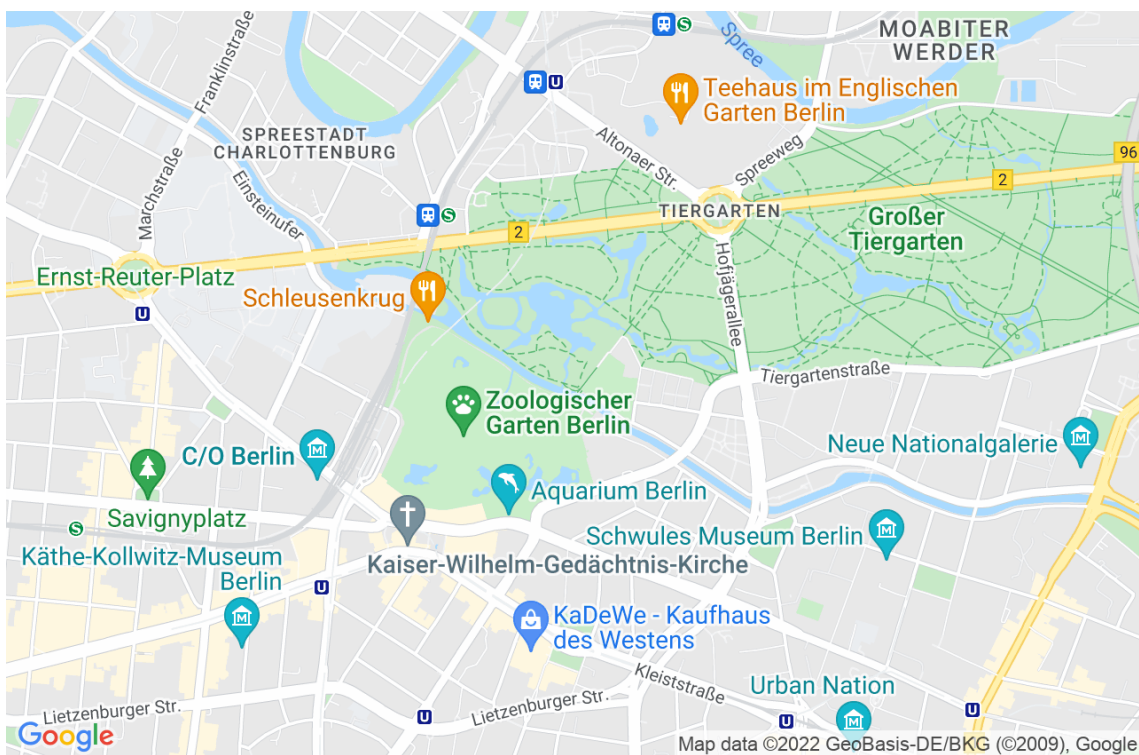 MOABITER
WERDER
Spree
Franklinstraße
Teehaus im Englischen
Garten Berlin
SPREESTADT
CHARLOTTENBURG
Altonaer Str.
Spreeweg
96
2
Marchstraße
Einsteinufer
TIERGARTEN
Großer
Tiergarten
2
Ernst-Reuter-Platz
Hofjägerallee
Schleusenkrug
Tiergartenstraße
Zoologischer
Garten Berlin
C/O Berlin
Neue Nationalgalerie
Aquarium Berlin
Savignyplatz
Schwules Museum Berlin
Käthe-Kollwitz-Museum
Berlin
Kaiser-Wilhelm-Gedächtnis-Kirche
KaDeWe - Kaufhaus
des Westens
Kleiststraße
Urban Nation
Lietzenburger Str.
Lietzenburger Str.
Google
Map data ©2022 GeoBasis-DE/BKG (©2009), Google